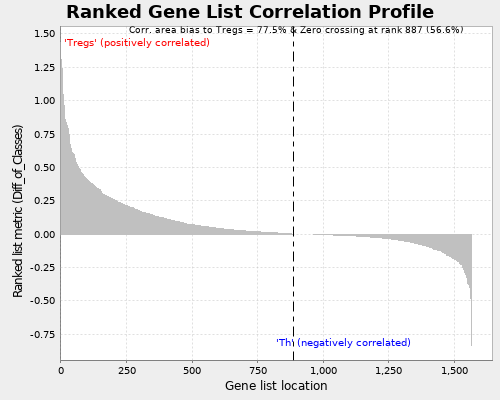 Ranked Gene List Correlation Profile
Corr. area bias to Tregs = 77.5% & Zero crossing at rank 887 (56.6%)
'Tregs' (positively correlated)
1.50
1.25
1.00
0.75
0.50
0.25
0.00
-0.25
-0.50
-0.75
Ranked list metric (Diff_of_Classes)
'Th' (negatively correlated)
0 250 500 750 1,000 1,250 1,500
Gene list location